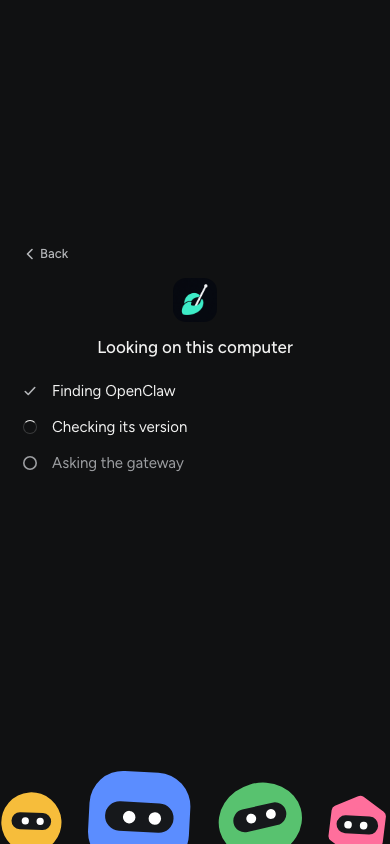 Back
Looking on this computer
Finding OpenClaw
Checking its version
Asking the gateway